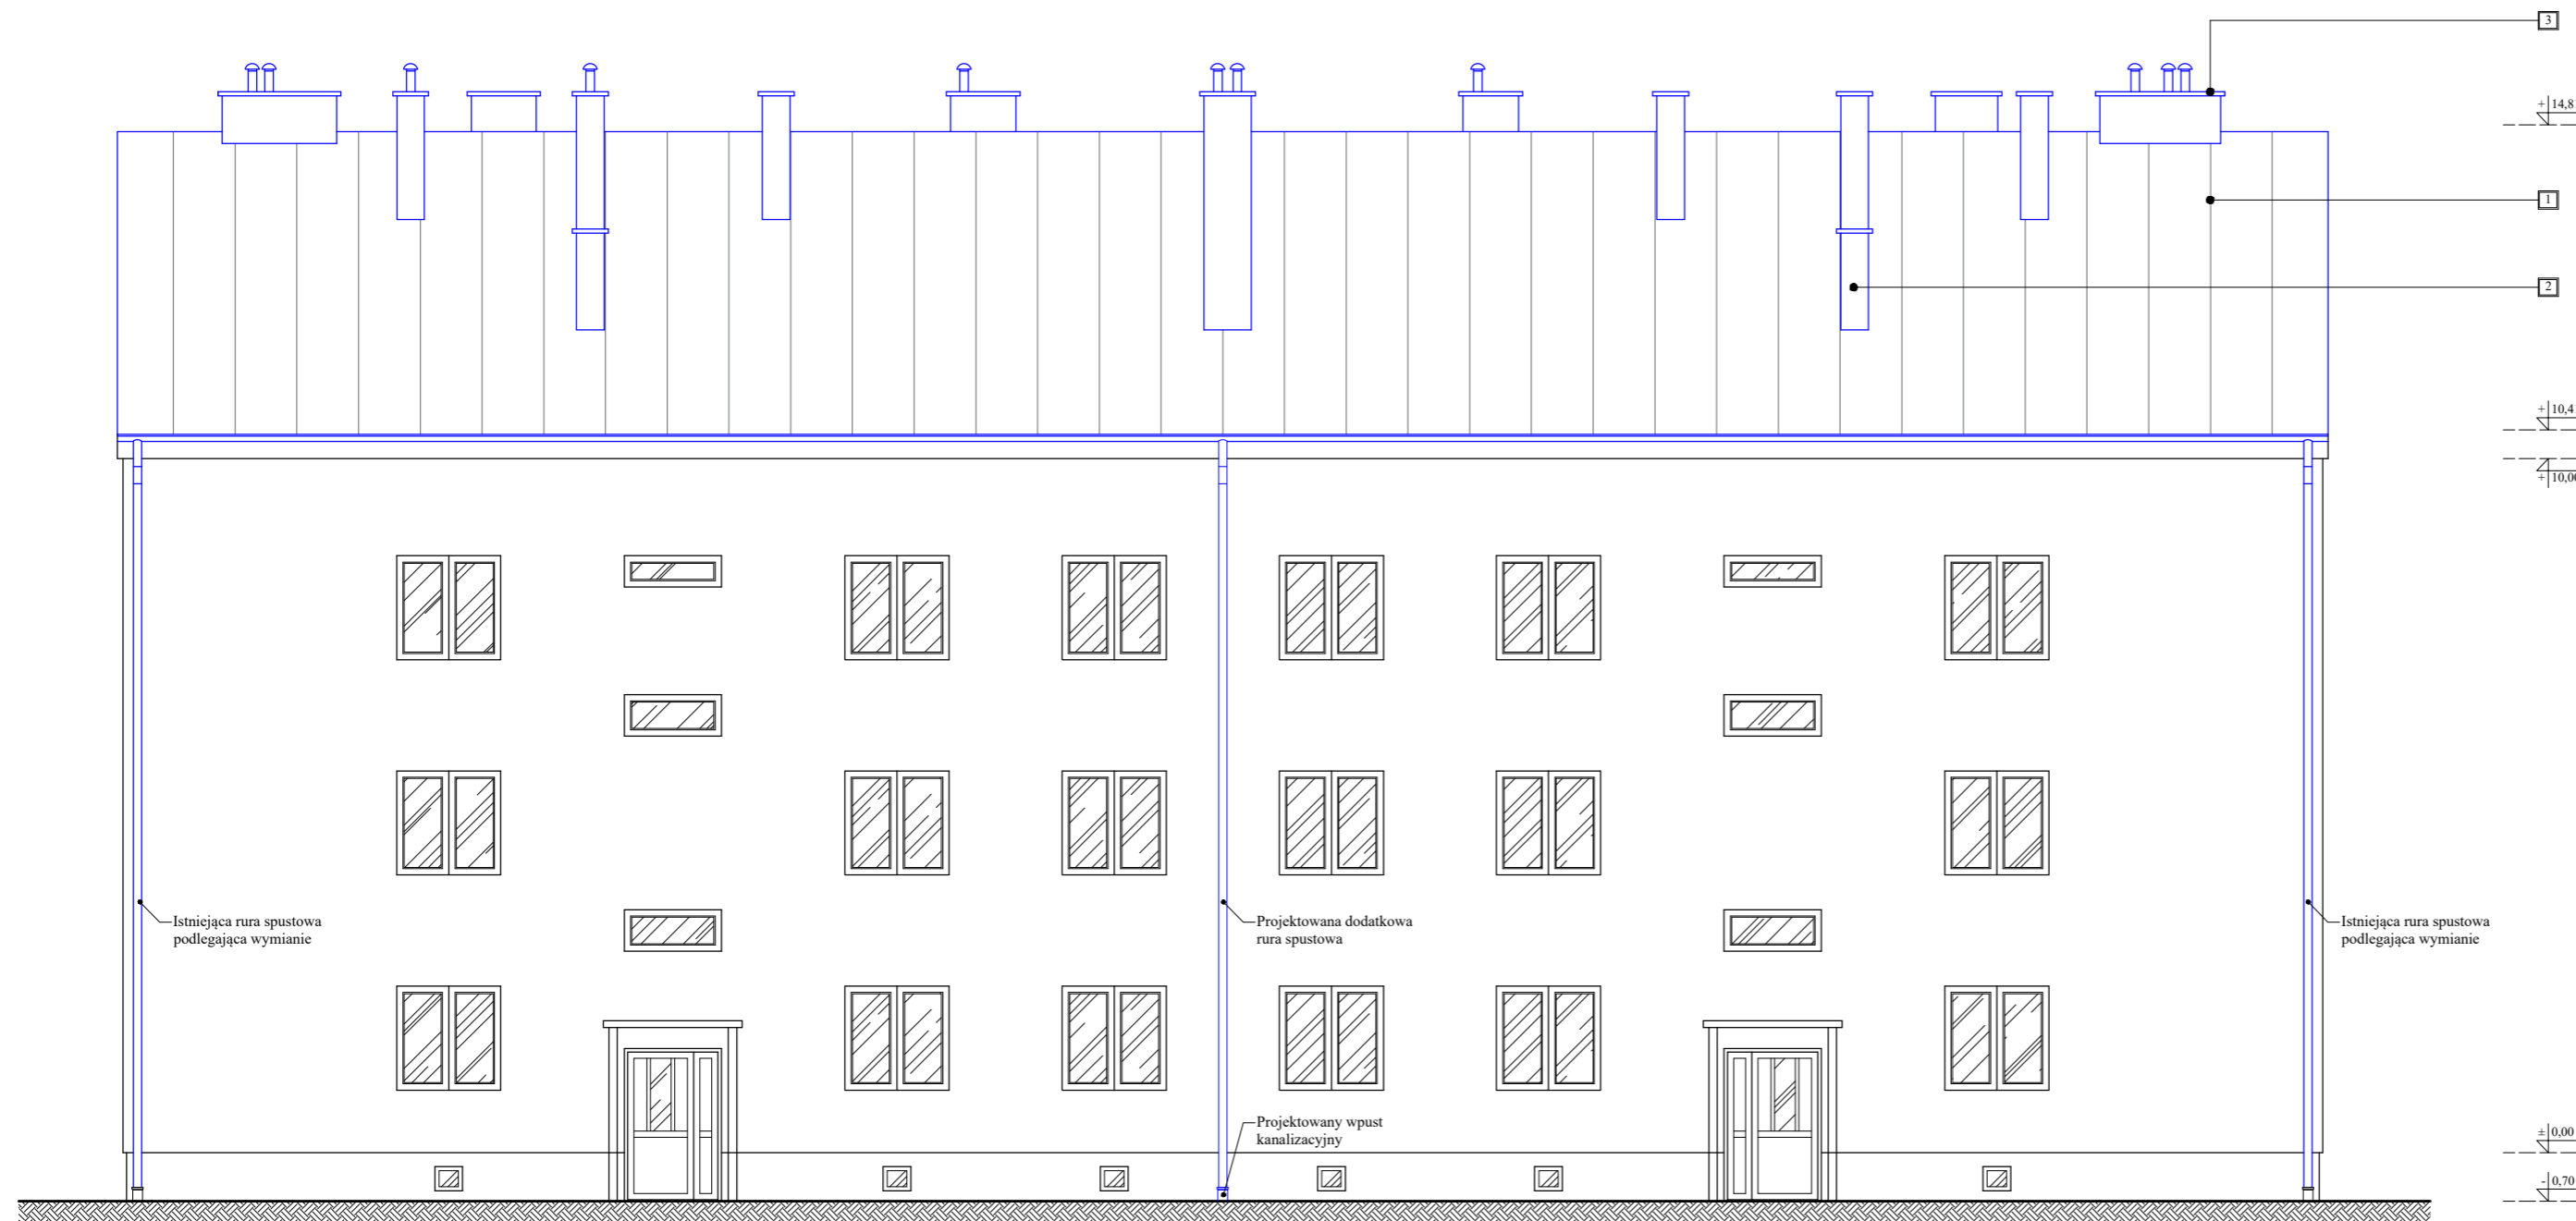 3
+ 14,8
1
2
+ 10,4
+ 10,0
Istniejąca rura spustowa
podlegająca wymianie
Projektowana dodatkowa
rura spustowa
Istniejąca rura spustowa
podlegająca wymianie
Projektowany wpust
kanalizacyjny
± 0,00
- 0,70